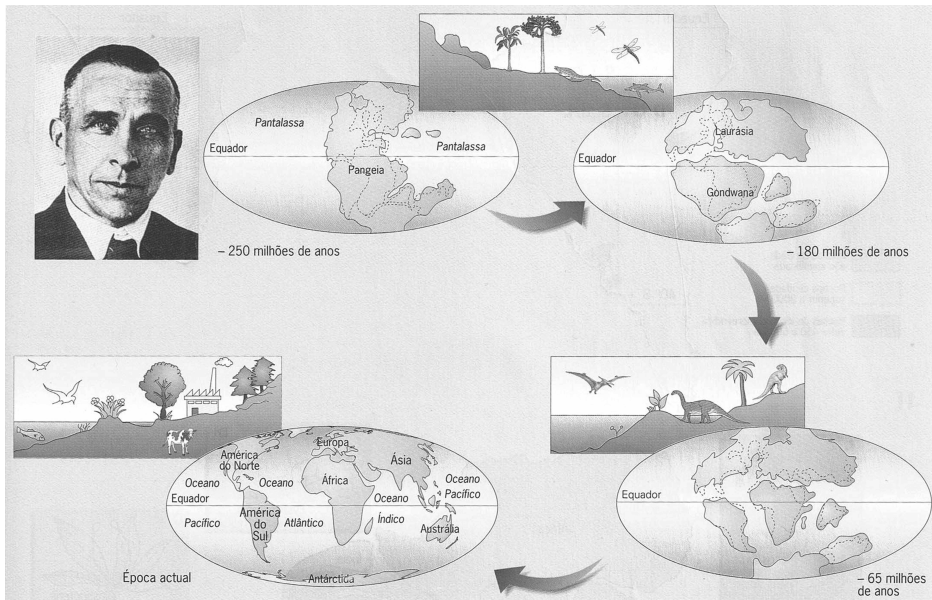 Pantalassa
Equador
Pantalassa
Pangeia
– 250 milhões de anos
Laurásia
Equador
Gondwana
– 180 milhões de anos
Equador
– 65 milhões
de anos
Europa
América
do Norte
Ásia
Oceano
Oceano
África
Oceano
Pacífico
Equador
Oceano
América
do
Sul
Pacífico
Atlântico
Índico
Austrália
Antárctida
Época actual